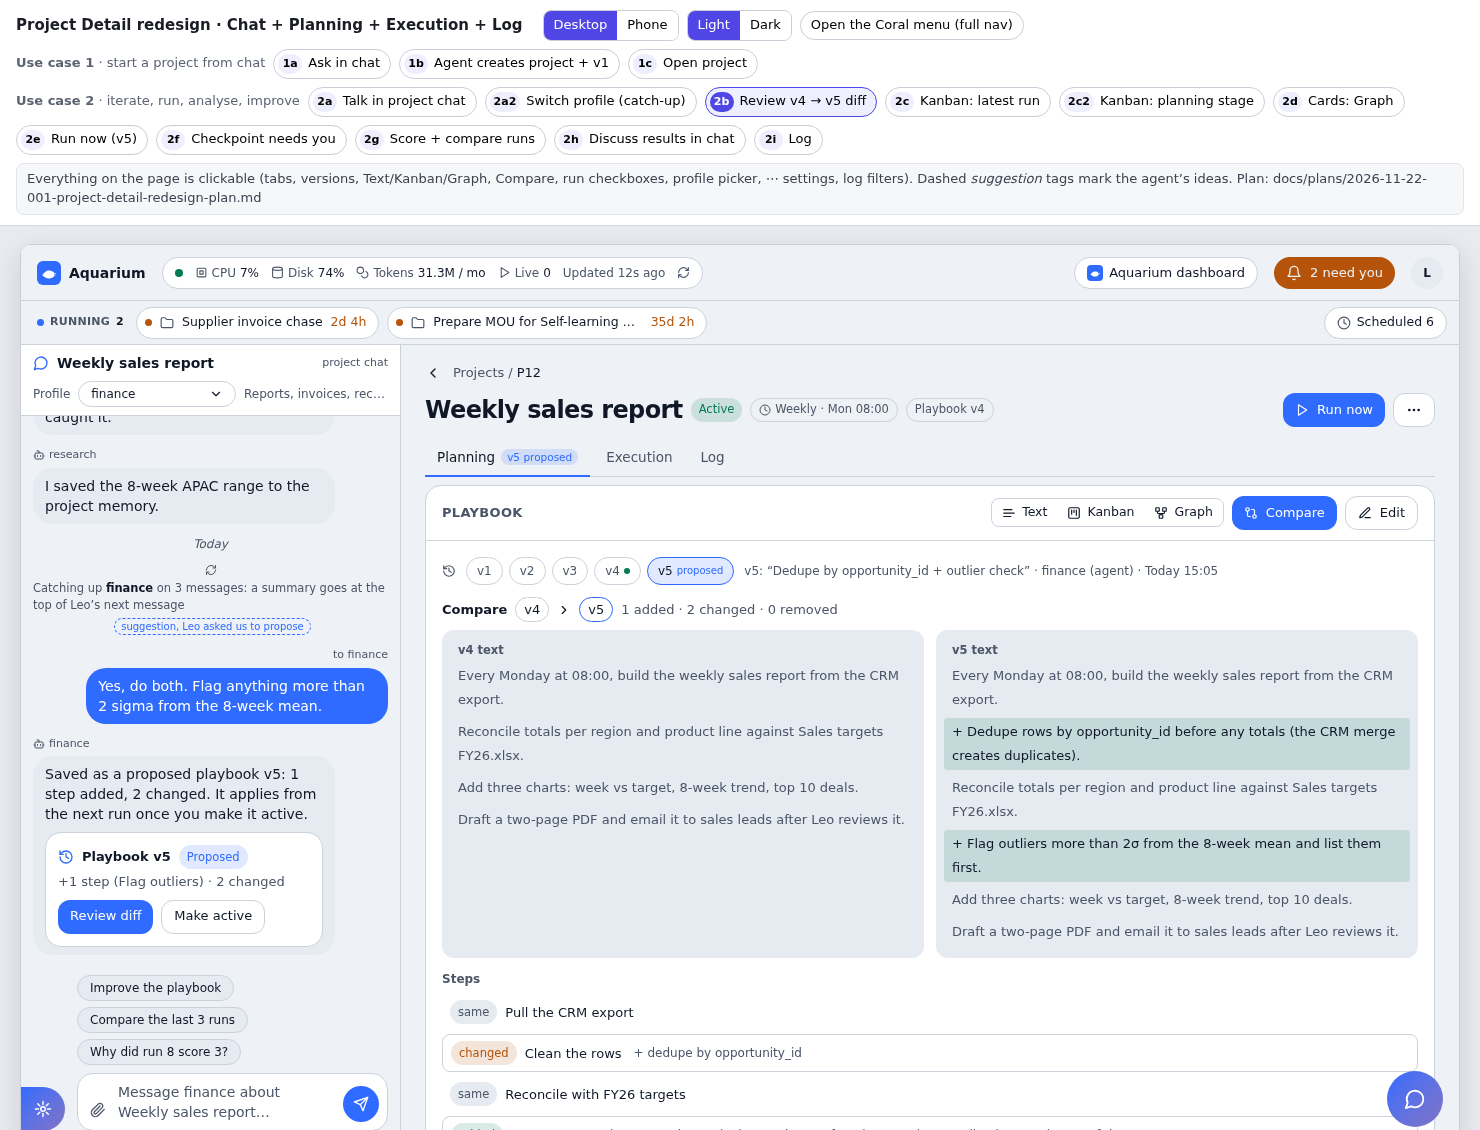 Project Detail redesign · Chat + Planning + Execution + Log
Desktop
Phone
Light
Dark
Open the Coral menu (full nav)
Use case 1 · start a project from chat
1a Ask in chat
1b Agent creates project + v1
1c Open project
Use case 2 · iterate, run, analyse, improve
2a Talk in project chat
2a2 Switch profile (catch-up)
2b Review v4 → v5 diff
2c Kanban: latest run
2c2 Kanban: planning stage
2d Cards: Graph
2e Run now (v5)
2f Checkpoint needs you
2g Score + compare runs
2h Discuss results in chat
2i Log
Everything on the page is clickable (tabs, versions, Text/Kanban/Graph, Compare, run checkboxes, profile picker, ··· settings, log filters). Dashed suggestion tags mark the agent’s ideas. Plan: docs/plans/2026-11-22-
001-project-detail-redesign-plan.md
Aquarium
CPU 7%
Disk 74%
Tokens 31.3M / mo
Live 0
Updated 12s ago
Aquarium dashboard
2 need you
L
RUNNING 2
Supplier invoice chase 2d 4h
Prepare MOU for Self-learning ... 35d 2h
Scheduled 6
Weekly sales report
project chat
Profile
finance
Reports, invoices, rec...
caught it.
research
I saved the 8-week APAC range to the
project memory.
Today
Catching up finance on 3 messages: a summary goes at the
top of Leo’s next message
suggestion, Leo asked us to propose
to finance
Yes, do both. Flag anything more than
2 sigma from the 8-week mean.
finance
Saved as a proposed playbook v5: 1
step added, 2 changed. It applies from
the next run once you make it active.
Playbook v5 Proposed
+1 step (Flag outliers) · 2 changed
Review diff
Make active
Improve the playbook
Compare the last 3 runs
Why did run 8 score 3?
Message finance about
Weekly sales report...
Projects / P12
Weekly sales report
Active
Weekly · Mon 08:00
Playbook v4
Run now
Planning v5 proposed
Execution
Log
PLAYBOOK
Text
Kanban
Graph
Compare
Edit
v1
v2
v3
v4
v5 proposed
v5: “Dedupe by opportunity_id + outlier check” · finance (agent) · Today 15:05
Compare v4 v5 1 added · 2 changed · 0 removed
v4 text
Every Monday at 08:00, build the weekly sales report from the CRM
export.
Reconcile totals per region and product line against Sales targets
FY26.xlsx.
Add three charts: week vs target, 8-week trend, top 10 deals.
Draft a two-page PDF and email it to sales leads after Leo reviews it.
v5 text
Every Monday at 08:00, build the weekly sales report from the CRM
export.
+ Dedupe rows by opportunity_id before any totals (the CRM merge
creates duplicates).
Reconcile totals per region and product line against Sales targets
FY26.xlsx.
+ Flag outliers more than 2σ from the 8-week mean and list them
first.
Add three charts: week vs target, 8-week trend, top 10 deals.
Draft a two-page PDF and email it to sales leads after Leo reviews it.
Steps
same Pull the CRM export
changed Clean the rows + dedupe by opportunity_id
same Reconcile with FY26 targets